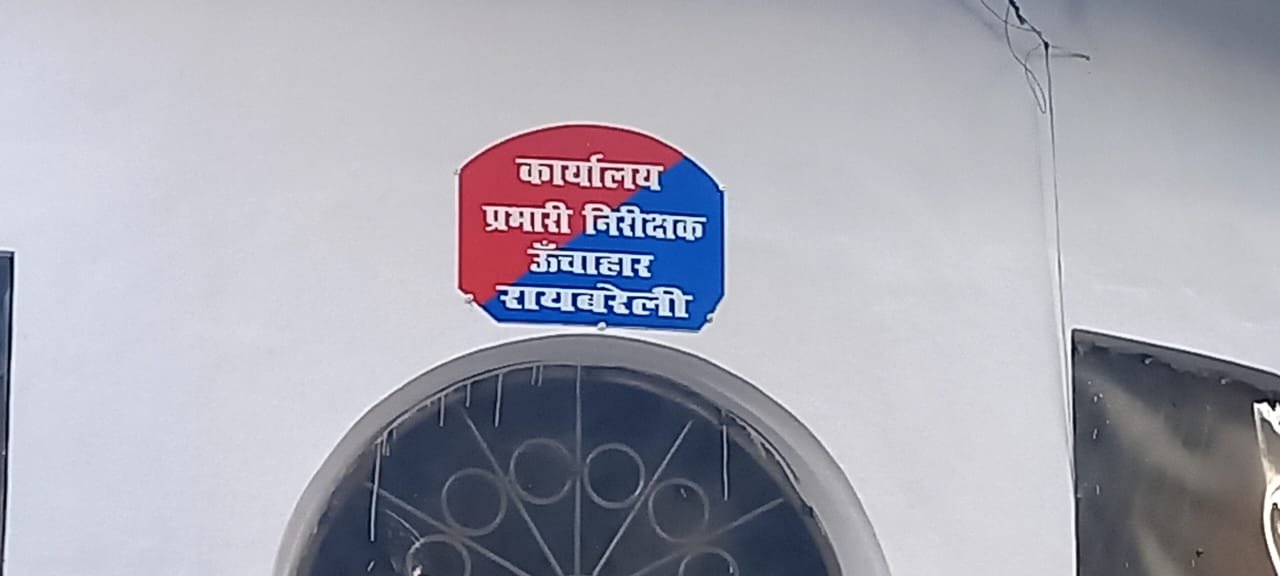 कार्यालय
प्रभारी निरीक्षक
ऊँचाहार
रायबरेली